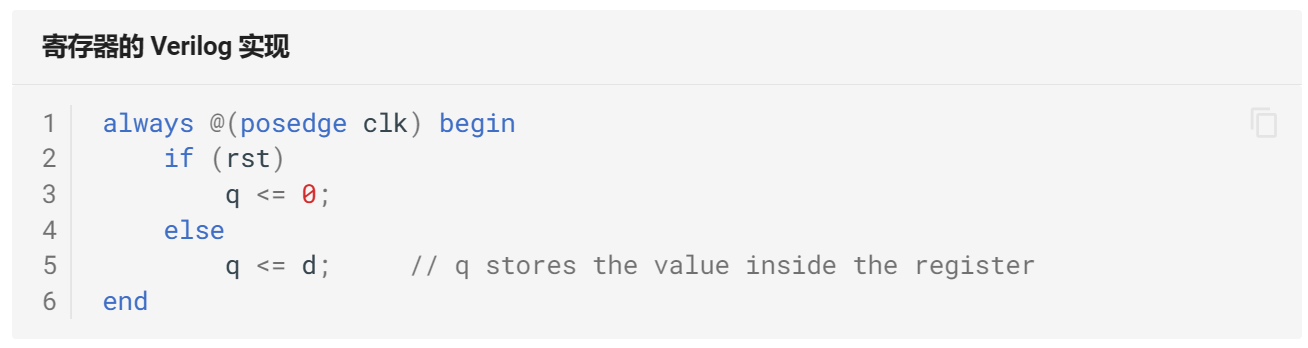 寄存器的 Verilog 实现
1 always @(posedge clk) begin
2     if (rst)
3         q <= 0;
4     else
5         q <= d;     // q stores the value inside the register
6 end